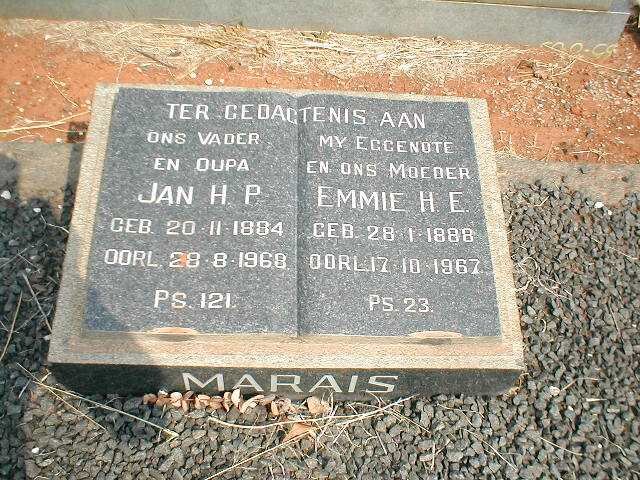 TER GEDAGTENIS AAN
ONS VADER
EN OUPA
JAN H. P.
GEB. 20·11·1884
OORL. 28·8·1968
PS. 121.
MY EGGENOTE
EN ONS MOEDER
EMMIE H. E.
GEB. 28·1·1888
OORL. 17·10·1967
PS. 23.
MARAIS